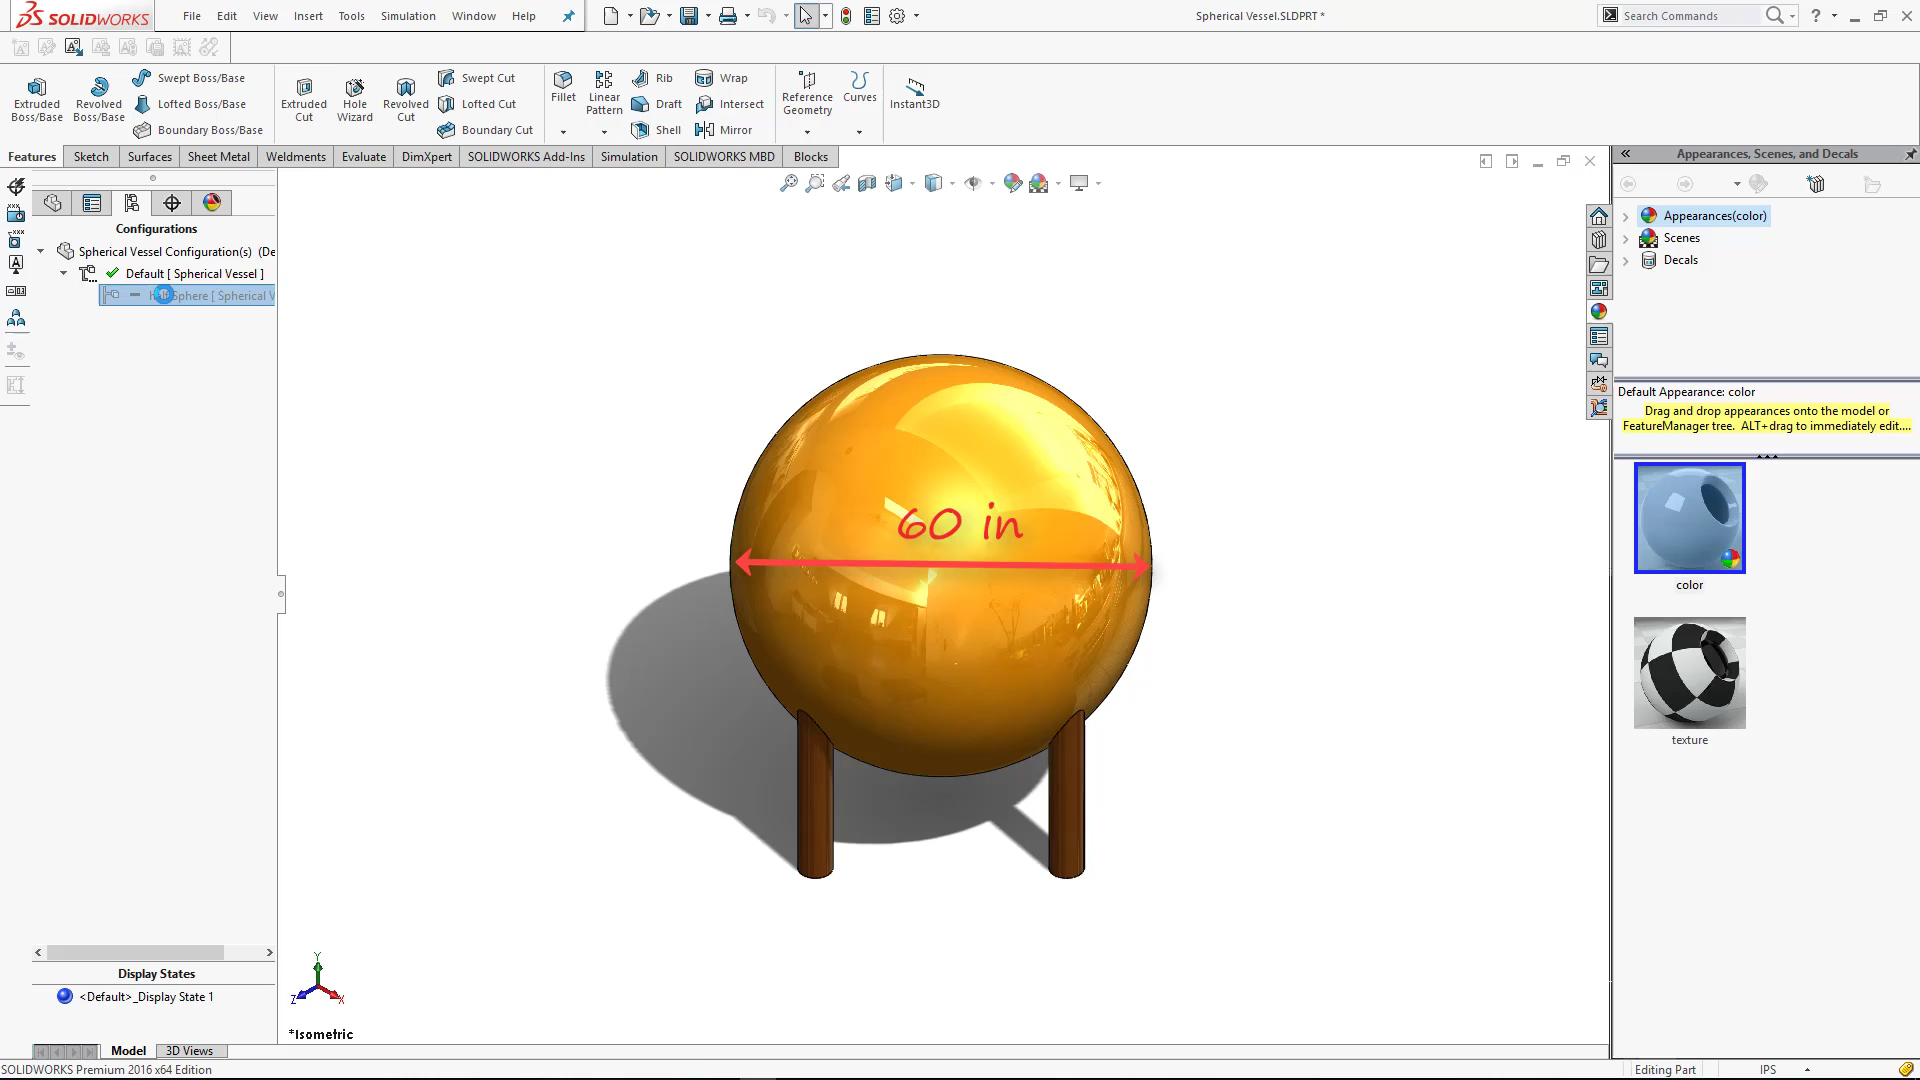 SOLIDWORKS
File Edit View Insert Tools Simulation Window Help
Spherical Vessel.SLDPRT *
Search Commands
Extruded Boss/Base
Revolved Boss/Base
Swept Boss/Base
Lofted Boss/Base
Boundary Boss/Base
Extruded Cut
Hole Wizard
Revolved Cut
Swept Cut
Lofted Cut
Boundary Cut
Fillet
Linear Pattern
Rib
Draft
Shell
Wrap
Intersect
Mirror
Reference Geometry
Curves
Instant3D
Features Sketch Surfaces Sheet Metal Weldments Evaluate DimXpert SOLIDWORKS Add-Ins Simulation SOLIDWORKS MBD Blocks
Appearances, Scenes, and Decals
Configurations
Spherical Vessel Configuration(s) (De
Default [ Spherical Vessel ]
Sphere [ Spherical V
Appearances(color)
Scenes
Decals
Default Appearance: color
Drag and drop appearances onto the model or
FeatureManager tree. ALT+drag to immediately edit....
color
texture
60 in
Display States
<Default>_Display State 1
Y
Z
X
*Isometric
Model 3D Views
SOLIDWORKS Premium 2016 x64 Edition
Editing Part
IPS